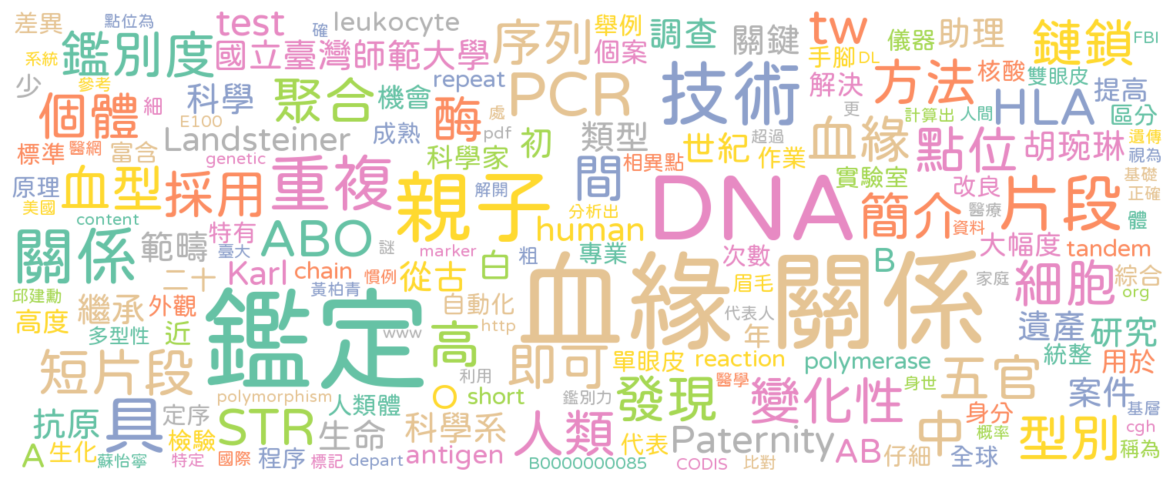 差異 點位為 確 test leukocyte 序列 舉例 調查 關鍵 tw 儀器 助理 鏈鎖 FBI
系統 鑑別度 國立臺灣師範大學 個案 手腳 DL
少 參考 細 科學 聚合 機會 repeat PCR 技術 解決 方法 核酸 雙眼皮 提高
個體 E100 Landsteiner 成熟 酶 處 pdf 類型 更 HLA 區分
標準 醫網 富含 genetic 科學家 初 相異點 世紀 超過 作業 血緣 計算出 人間 點位 胡琬琳 遺傳 視為
原理 血型 採用 重複 親子 解開 間 DNA 實驗室 簡介 改良 醫療 片段 基礎 正確
美國 content 特有 ABO human 分析出 資料 體
關係 範疇 臺大 謎 marker 專業 次數 B 大幅度 tandem
二十 Karl chain 慣例 從古 白 粗 眉毛 家庭 細胞 綜合 org
邱建勳 繼承 外觀 黃柏青 鑑定 自動化 血緣關係 代表人 年
高度 多型性 近 www 高 http 遺產 研究
短片段 利用 即可 單眼皮 reaction polymerase 五官 統整 用於
polymorphism 人類體 O short 發現 醫學 變化性 身世 案件 基層
抗原 具 定序 STR 生命 科學系 人類 鑑別力 代表 Paternity 中 身分 概率 型別 cgh
A 生化 檢驗 antigen AB 仔細 全球 稱為
蘇怡寧 特定 國際 程序 標記 depart B0000000085 CODIS 比對